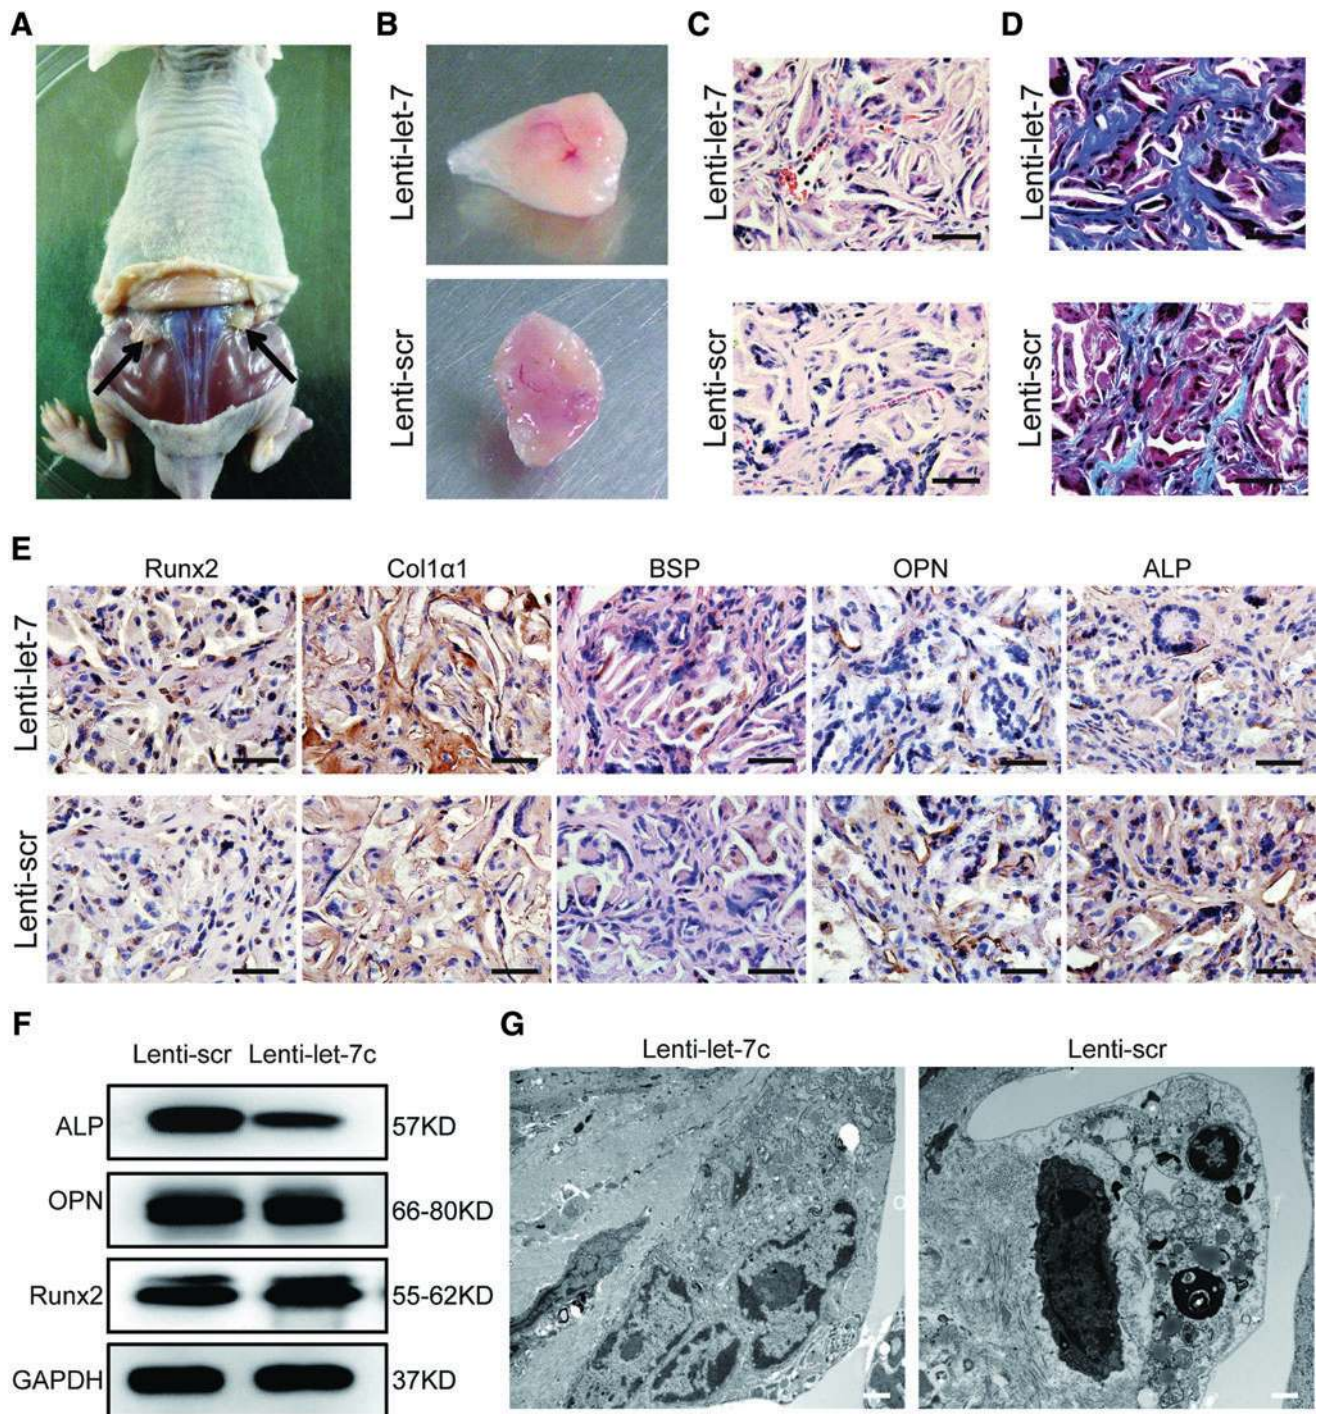 A
B
C
D
Lenti-let-7
Lenti-let-7
Lenti-let-7
Lenti-scr
Lenti-scr
Lenti-scr
E
Runx2
Col1α1
BSP
OPN
ALP
Lenti-let-7
Lenti-scr
F
Lenti-scr Lenti-let-7c
ALP 57KD
OPN 66-80KD
Runx2 55-62KD
GAPDH 37KD
G
Lenti-let-7c
Lenti-scr